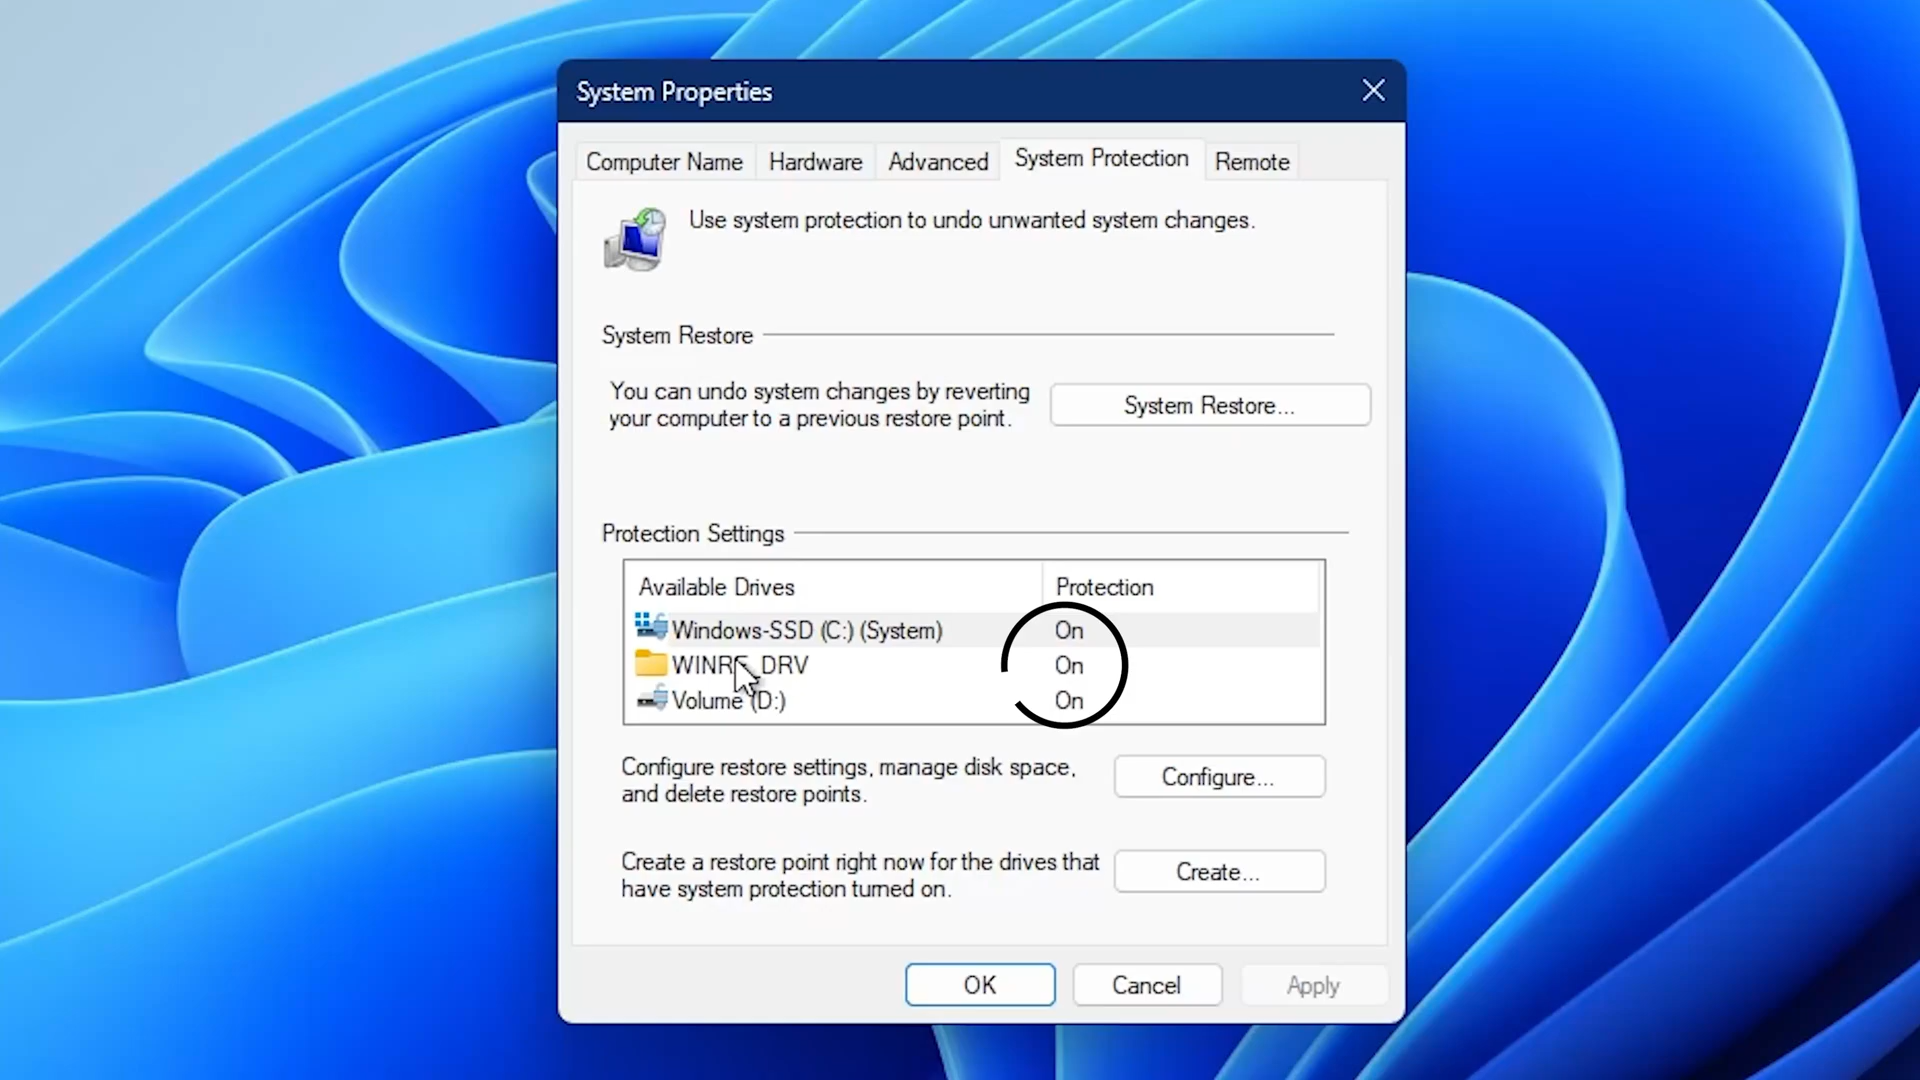 System Properties
Computer Name
Hardware
Advanced
System Protection
Remote
Use system protection to undo unwanted system changes.
System Restore
You can undo system changes by reverting
your computer to a previous restore point.
System Restore...
Protection Settings
Available Drives
Protection
Windows-SSD (C:) (System)
On
WINRE_DRV
On
Volume (D:)
On
Configure restore settings, manage disk space,
and delete restore points.
Configure...
Create a restore point right now for the drives that
have system protection turned on.
Create...
OK
Cancel
Apply